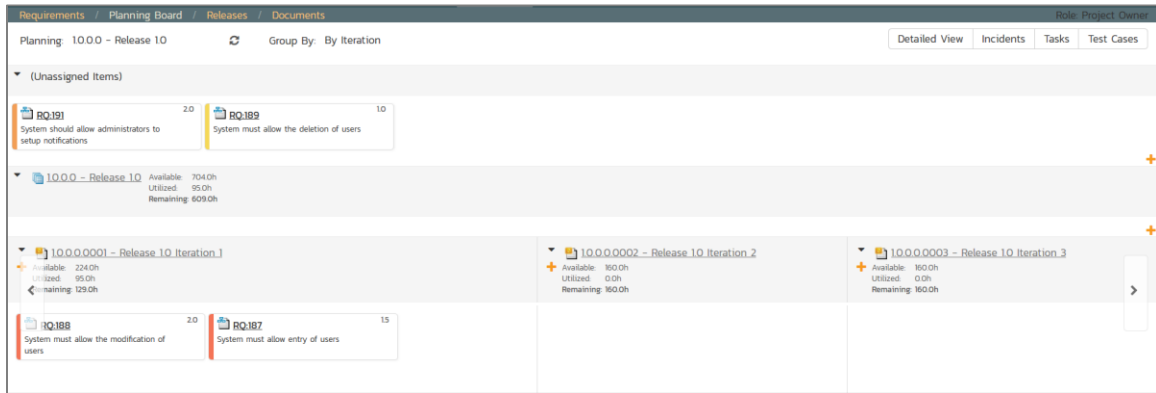 Requirements / Planning Board / Releases / Documents
Role: Project Owner
Planning: 1.0.0.0 - Release 1.0
Group By: By Iteration
Detailed View
Incidents
Tasks
Test Cases
(Unassigned Items)
RQ:191
2.0
System should allow administrators to
setup notifications
RQ:189
1.0
System must allow the deletion of users
1.0.0.0 - Release 1.0
Available: 704.0h
Utilized: 95.0h
Remaining: 609.0h
1.0.0.0.0001 - Release 1.0 Iteration 1
Available: 224.0h
Utilized: 95.0h
maining: 129.0h
1.0.0.0.0002 - Release 1.0 Iteration 2
Available: 160.0h
Utilized: 0.0h
Remaining: 160.0h
1.0.0.0.0003 - Release 1.0 Iteration 3
Available: 160.0h
Utilized: 0.0h
Remaining: 160.0h
RQ:188
2.0
System must allow the modification of
users
RQ:187
1.5
System must allow entry of users